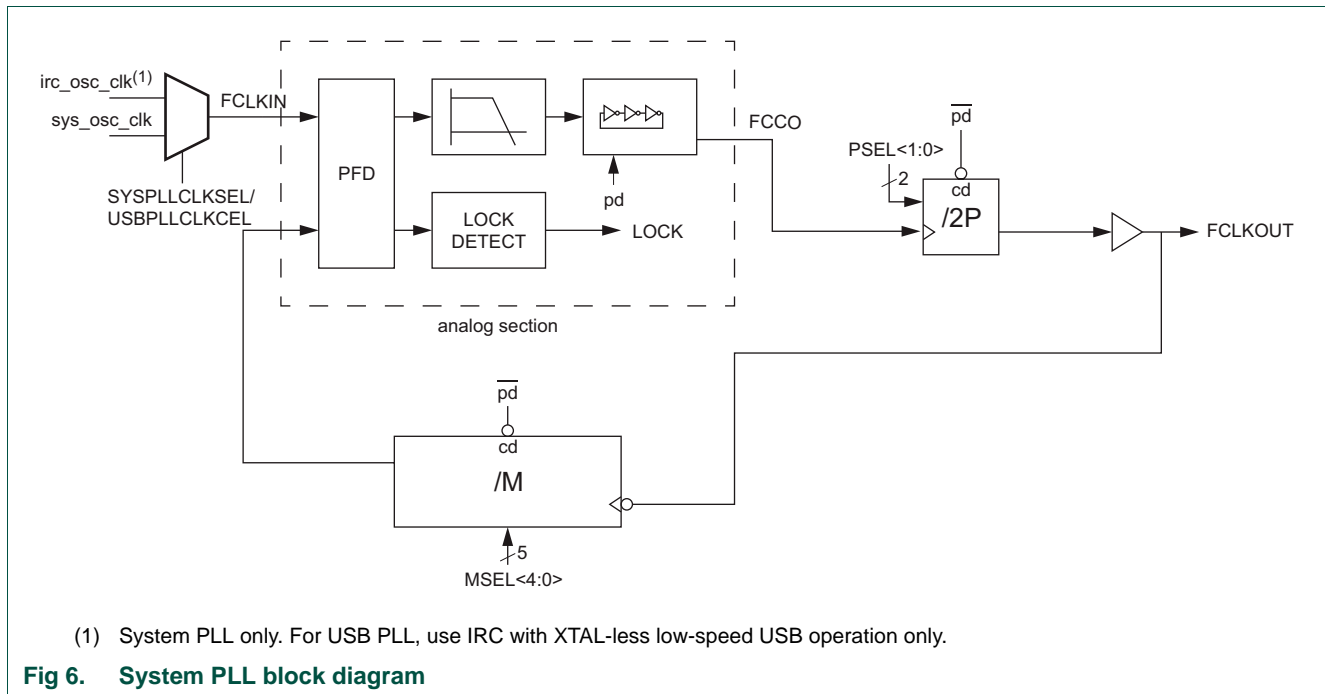 irc_osc_clk(1)
sys_osc_clk
FCLKIN
SYSPLLCLKSEL/
USBPLLCLKCEL
PFD
pd
LOCK
DETECT
LOCK
analog section
FCCO
pd
PSEL<1:0>
2
cd
/2P
FCLKOUT
pd
cd
/M
5
MSEL<4:0>
(1) System PLL only. For USB PLL, use IRC with XTAL-less low-speed USB operation only.
Fig 6. System PLL block diagram